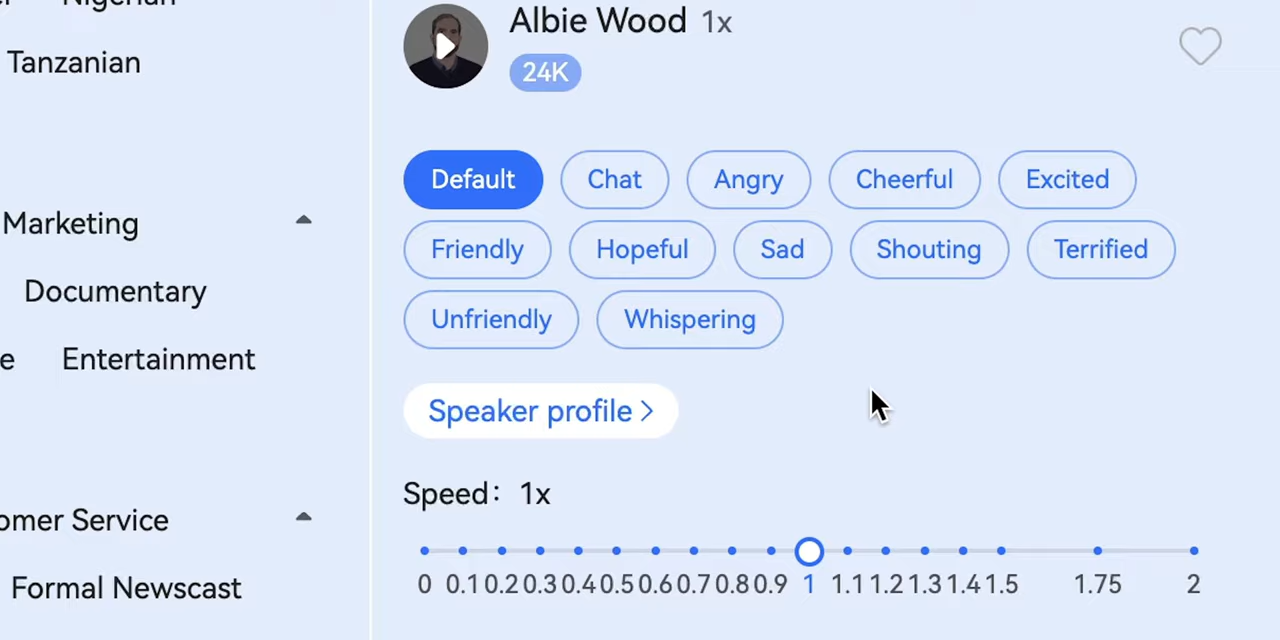 Nigerian
Tanzanian
Marketing
Documentary
e Entertainment
omer Service
Formal Newscast
Albie Wood 1x
24K
Default Chat Angry Cheerful Excited
Friendly Hopeful Sad Shouting Terrified
Unfriendly Whispering
Speaker profile >
Speed: 1x
0 0.1 0.2 0.3 0.4 0.5 0.6 0.7 0.8 0.9 1 1.1 1.2 1.3 1.4 1.5 1.75 2